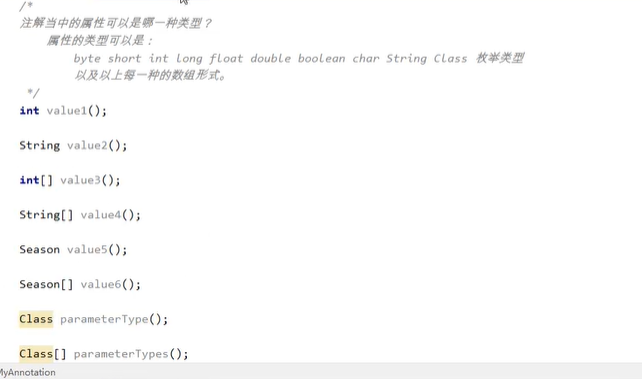 /*
注解当中的属性可以是哪一种类型?
属性的类型可以是:
byte short int long float double boolean char String Class 枚举类型
以及以上每一种的数组形式。
*/
int value1();
String value2();
int[] value3();
String[] value4();
Season value5();
Season[] value6();
Class parameterType();
Class[] parameterTypes();
MyAnnotation